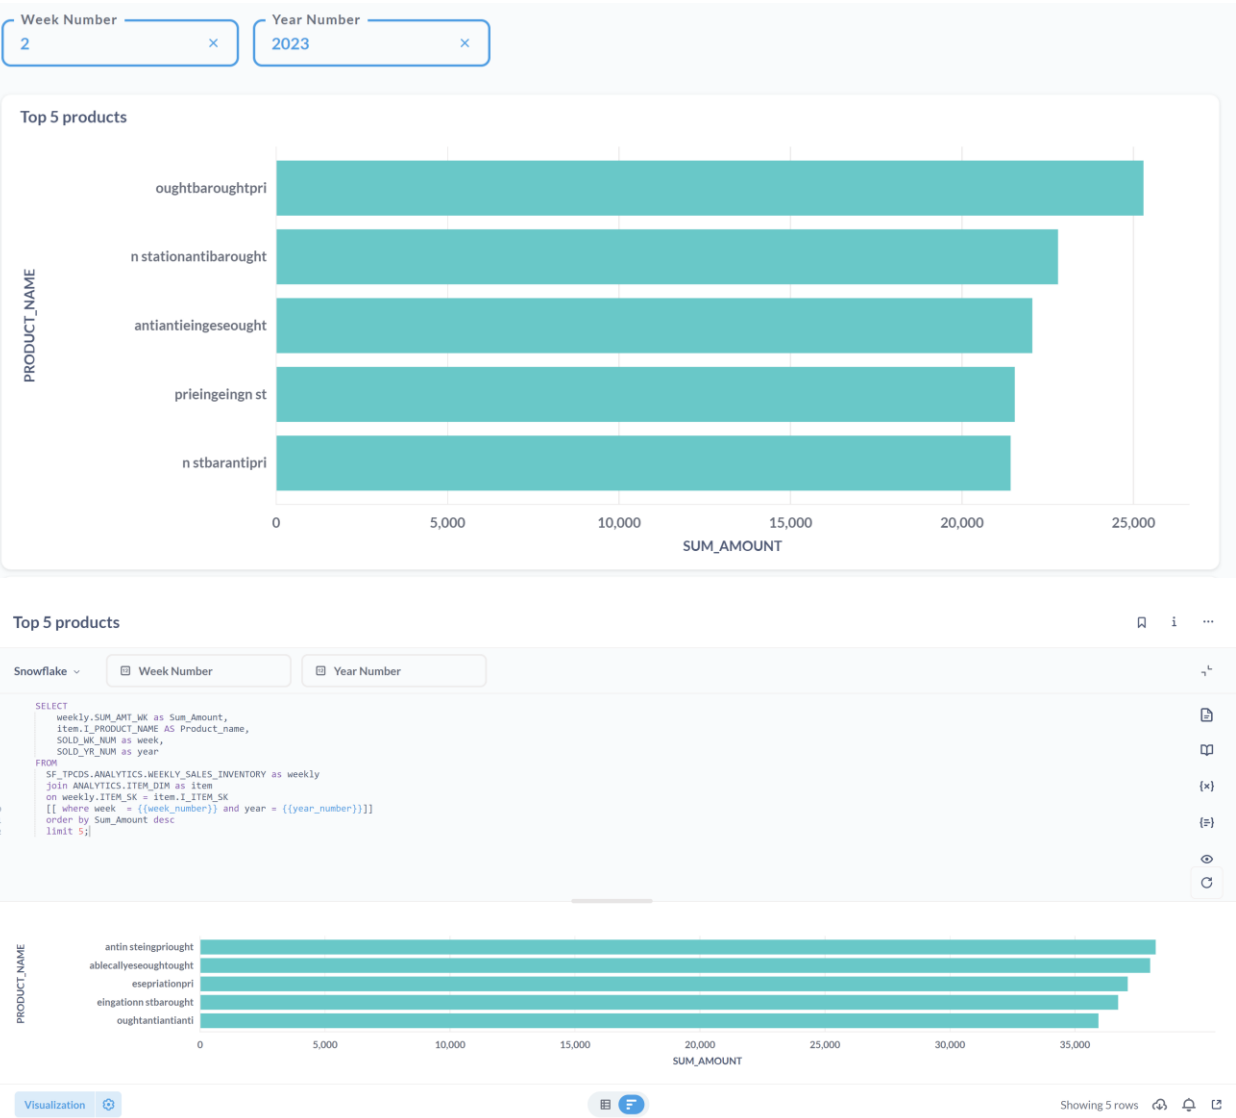 Week Number
2
Year Number
2023
Top 5 products
PRODUCT_NAME
oughtbaroughtpri
n stationantibarought
antiantieingeseought
prieingeingn st
n stbarantipri
0 5,000 10,000 15,000 20,000 25,000
SUM_AMOUNT
Top 5 products
Snowflake
Week Number
Year Number
SELECT
weekly.SUM_AMT_WK as Sum_Amount,
item.I_PRODUCT_NAME AS Product_name,
SOLD_WK_NUM as week,
SOLD_YR_NUM as year
FROM
SF_TPCDS.ANALYTICS.WEEKLY_SALES_INVENTORY as weekly
join ANALYTICS.ITEM_DIM as item
on weekly.ITEM_SK = item.I_ITEM_SK
[[ where week  = {{week_number}} and year = {{year_number}}]]
order by Sum_Amount desc
limit 5;
PRODUCT_NAME
antin steingpriought
ablecallyeseoughtought
esepriationpri
eingationn stbarought
oughtantiantianti
0 5,000 10,000 15,000 20,000 25,000 30,000 35,000
SUM_AMOUNT
Visualization
Showing 5 rows